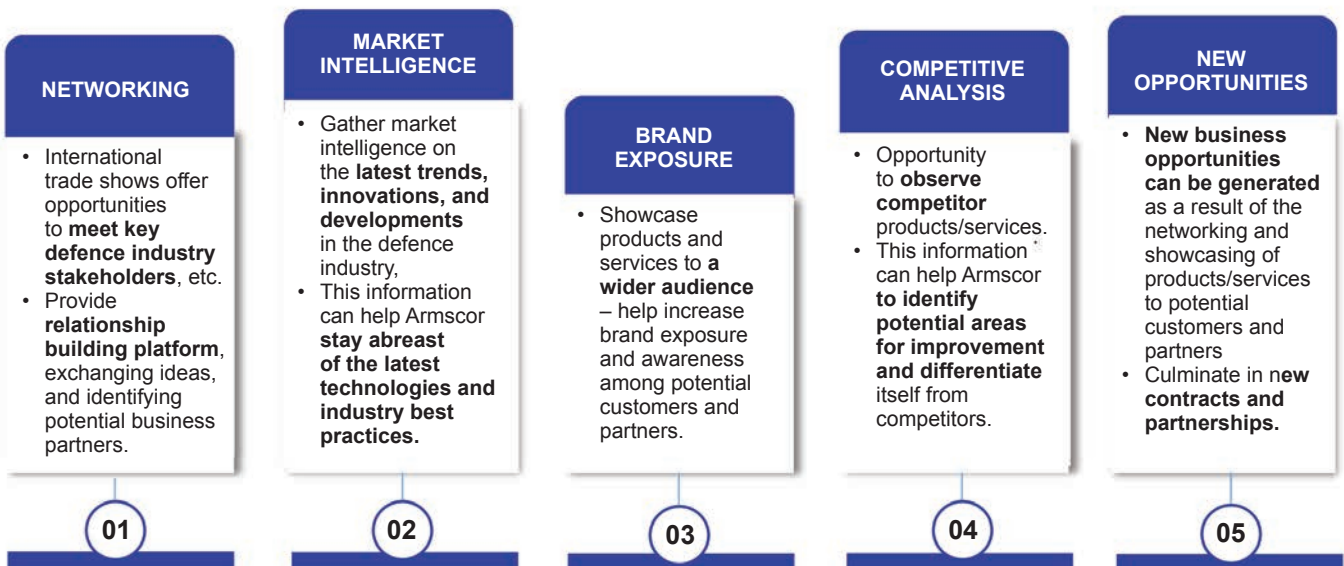 NETWORKING
• International
trade shows offer
opportunities
to meet key
defence industry
stakeholders, etc.
• Provide
relationship
building platform,
exchanging ideas,
and identifying
potential business
partners.
01
MARKET
INTELLIGENCE
• Gather market
intelligence on
the latest trends,
innovations, and
developments
in the defence
industry,
• This information
can help Armscor
stay abreast
of the latest
technologies and
industry best
practices.
02
BRAND
EXPOSURE
• Showcase
products and
services to a
wider audience
– help increase
brand exposure
and awareness
among potential
customers and
partners.
03
COMPETITIVE
ANALYSIS
• Opportunity
to observe
competitor
products/services.
• This information
can help Armscor
to identify
potential areas
for improvement
and differentiate
itself from
competitors.
04
NEW
OPPORTUNITIES
• New business
opportunities
can be generated
as a result of the
networking and
showcasing of
products/services
to potential
customers and
partners
• Culminate in new
contracts and
partnerships.
05